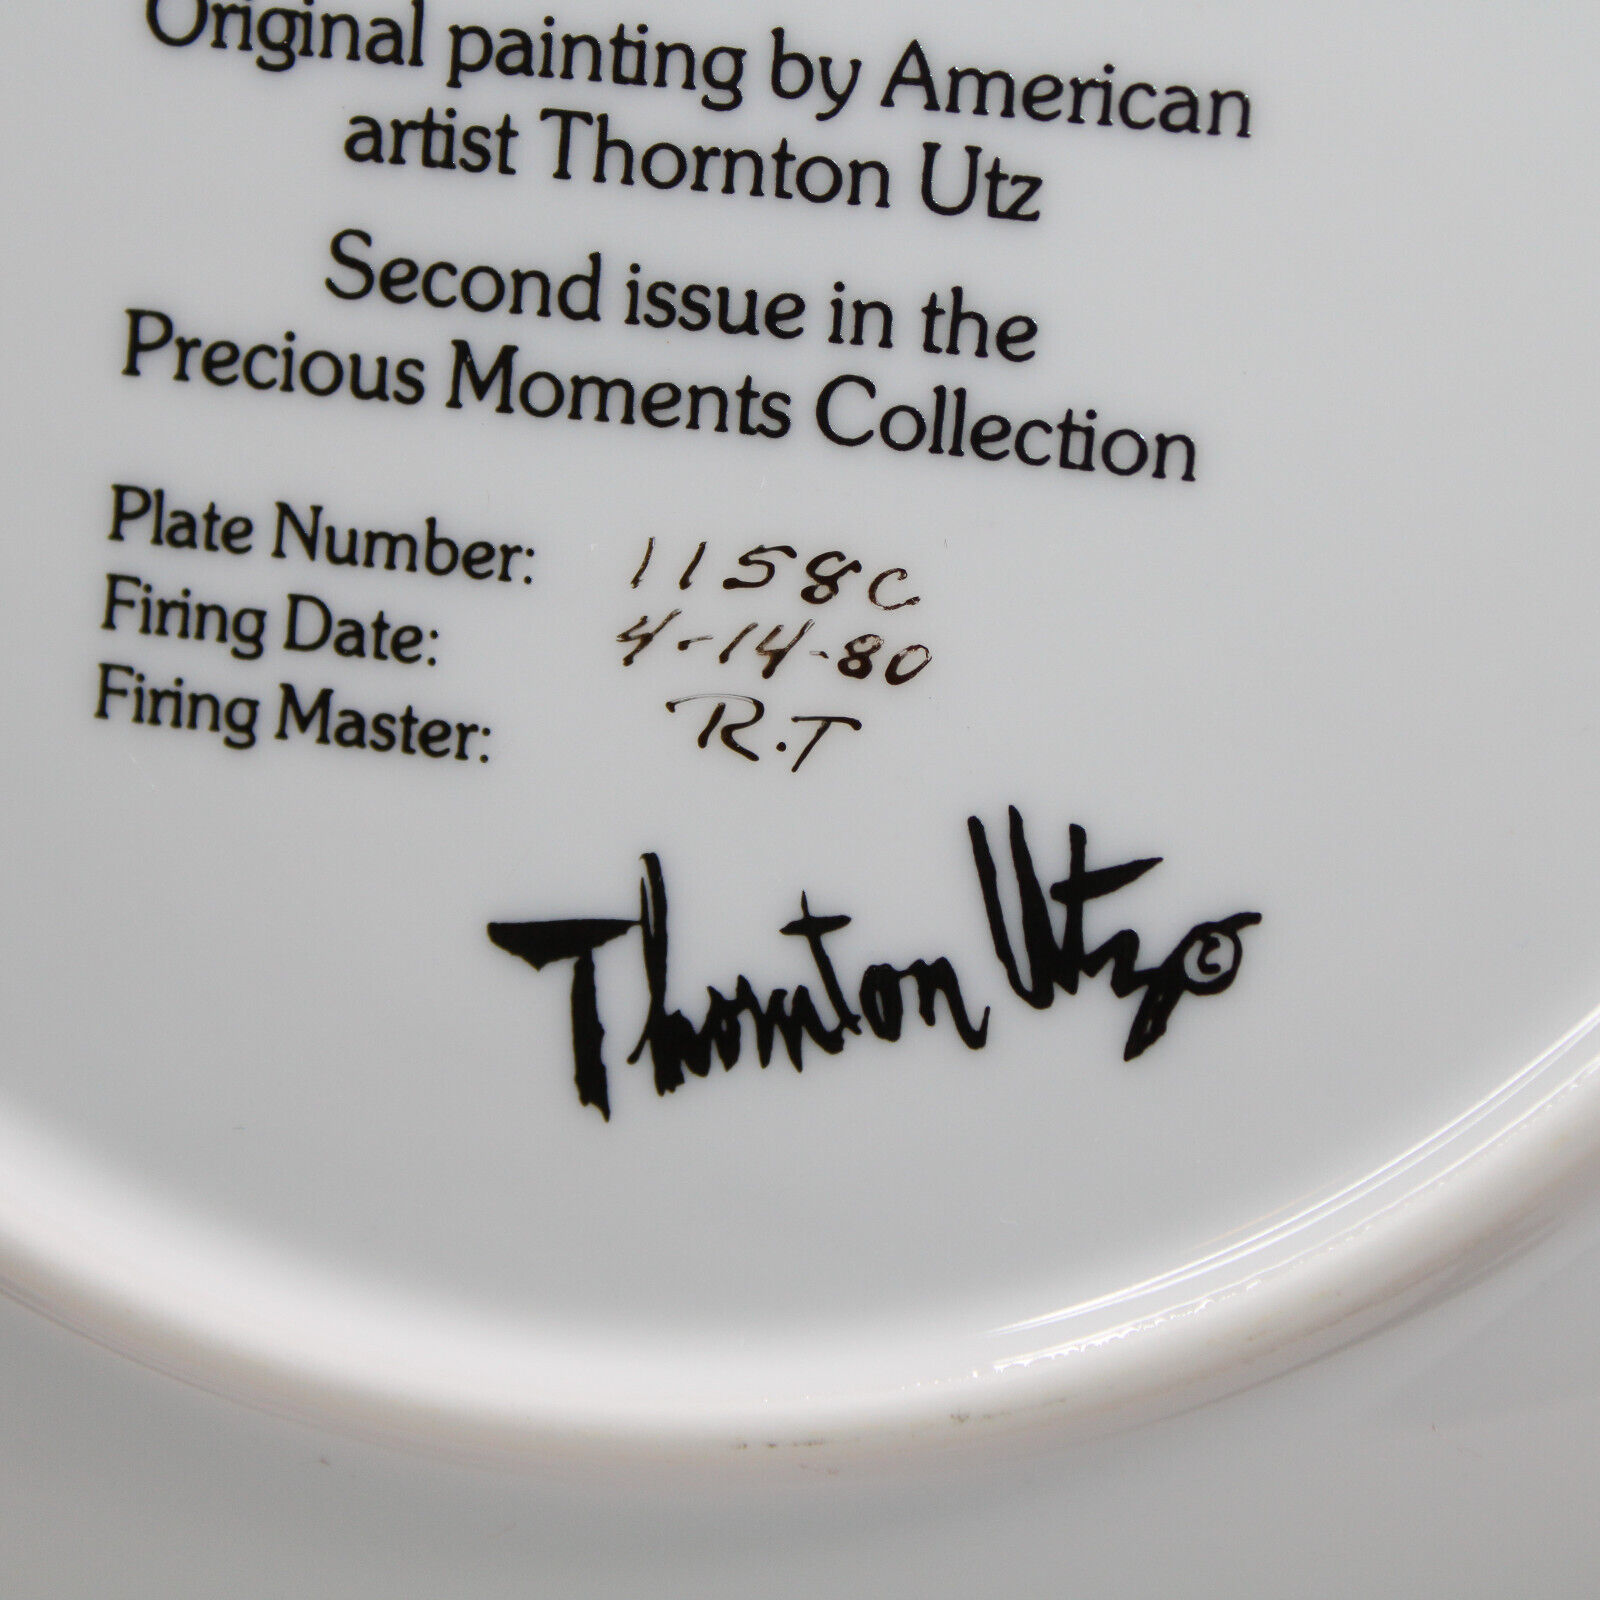 Original painting by American
artist Thornton Utz
Second issue in the
Precious Moments Collection
Plate Number: 1158C
Firing Date: 4-14-80
Firing Master: R.T
Thornton Utz ©